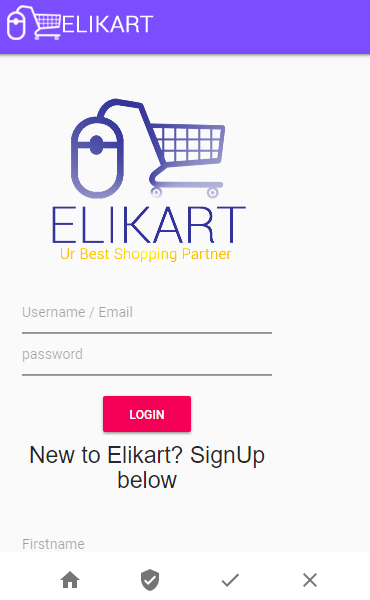 ELIKART
ELIKART
Ur Best Shopping Partner
Username / Email
password
LOGIN
New to Elikart? SignUp
below
Firstname